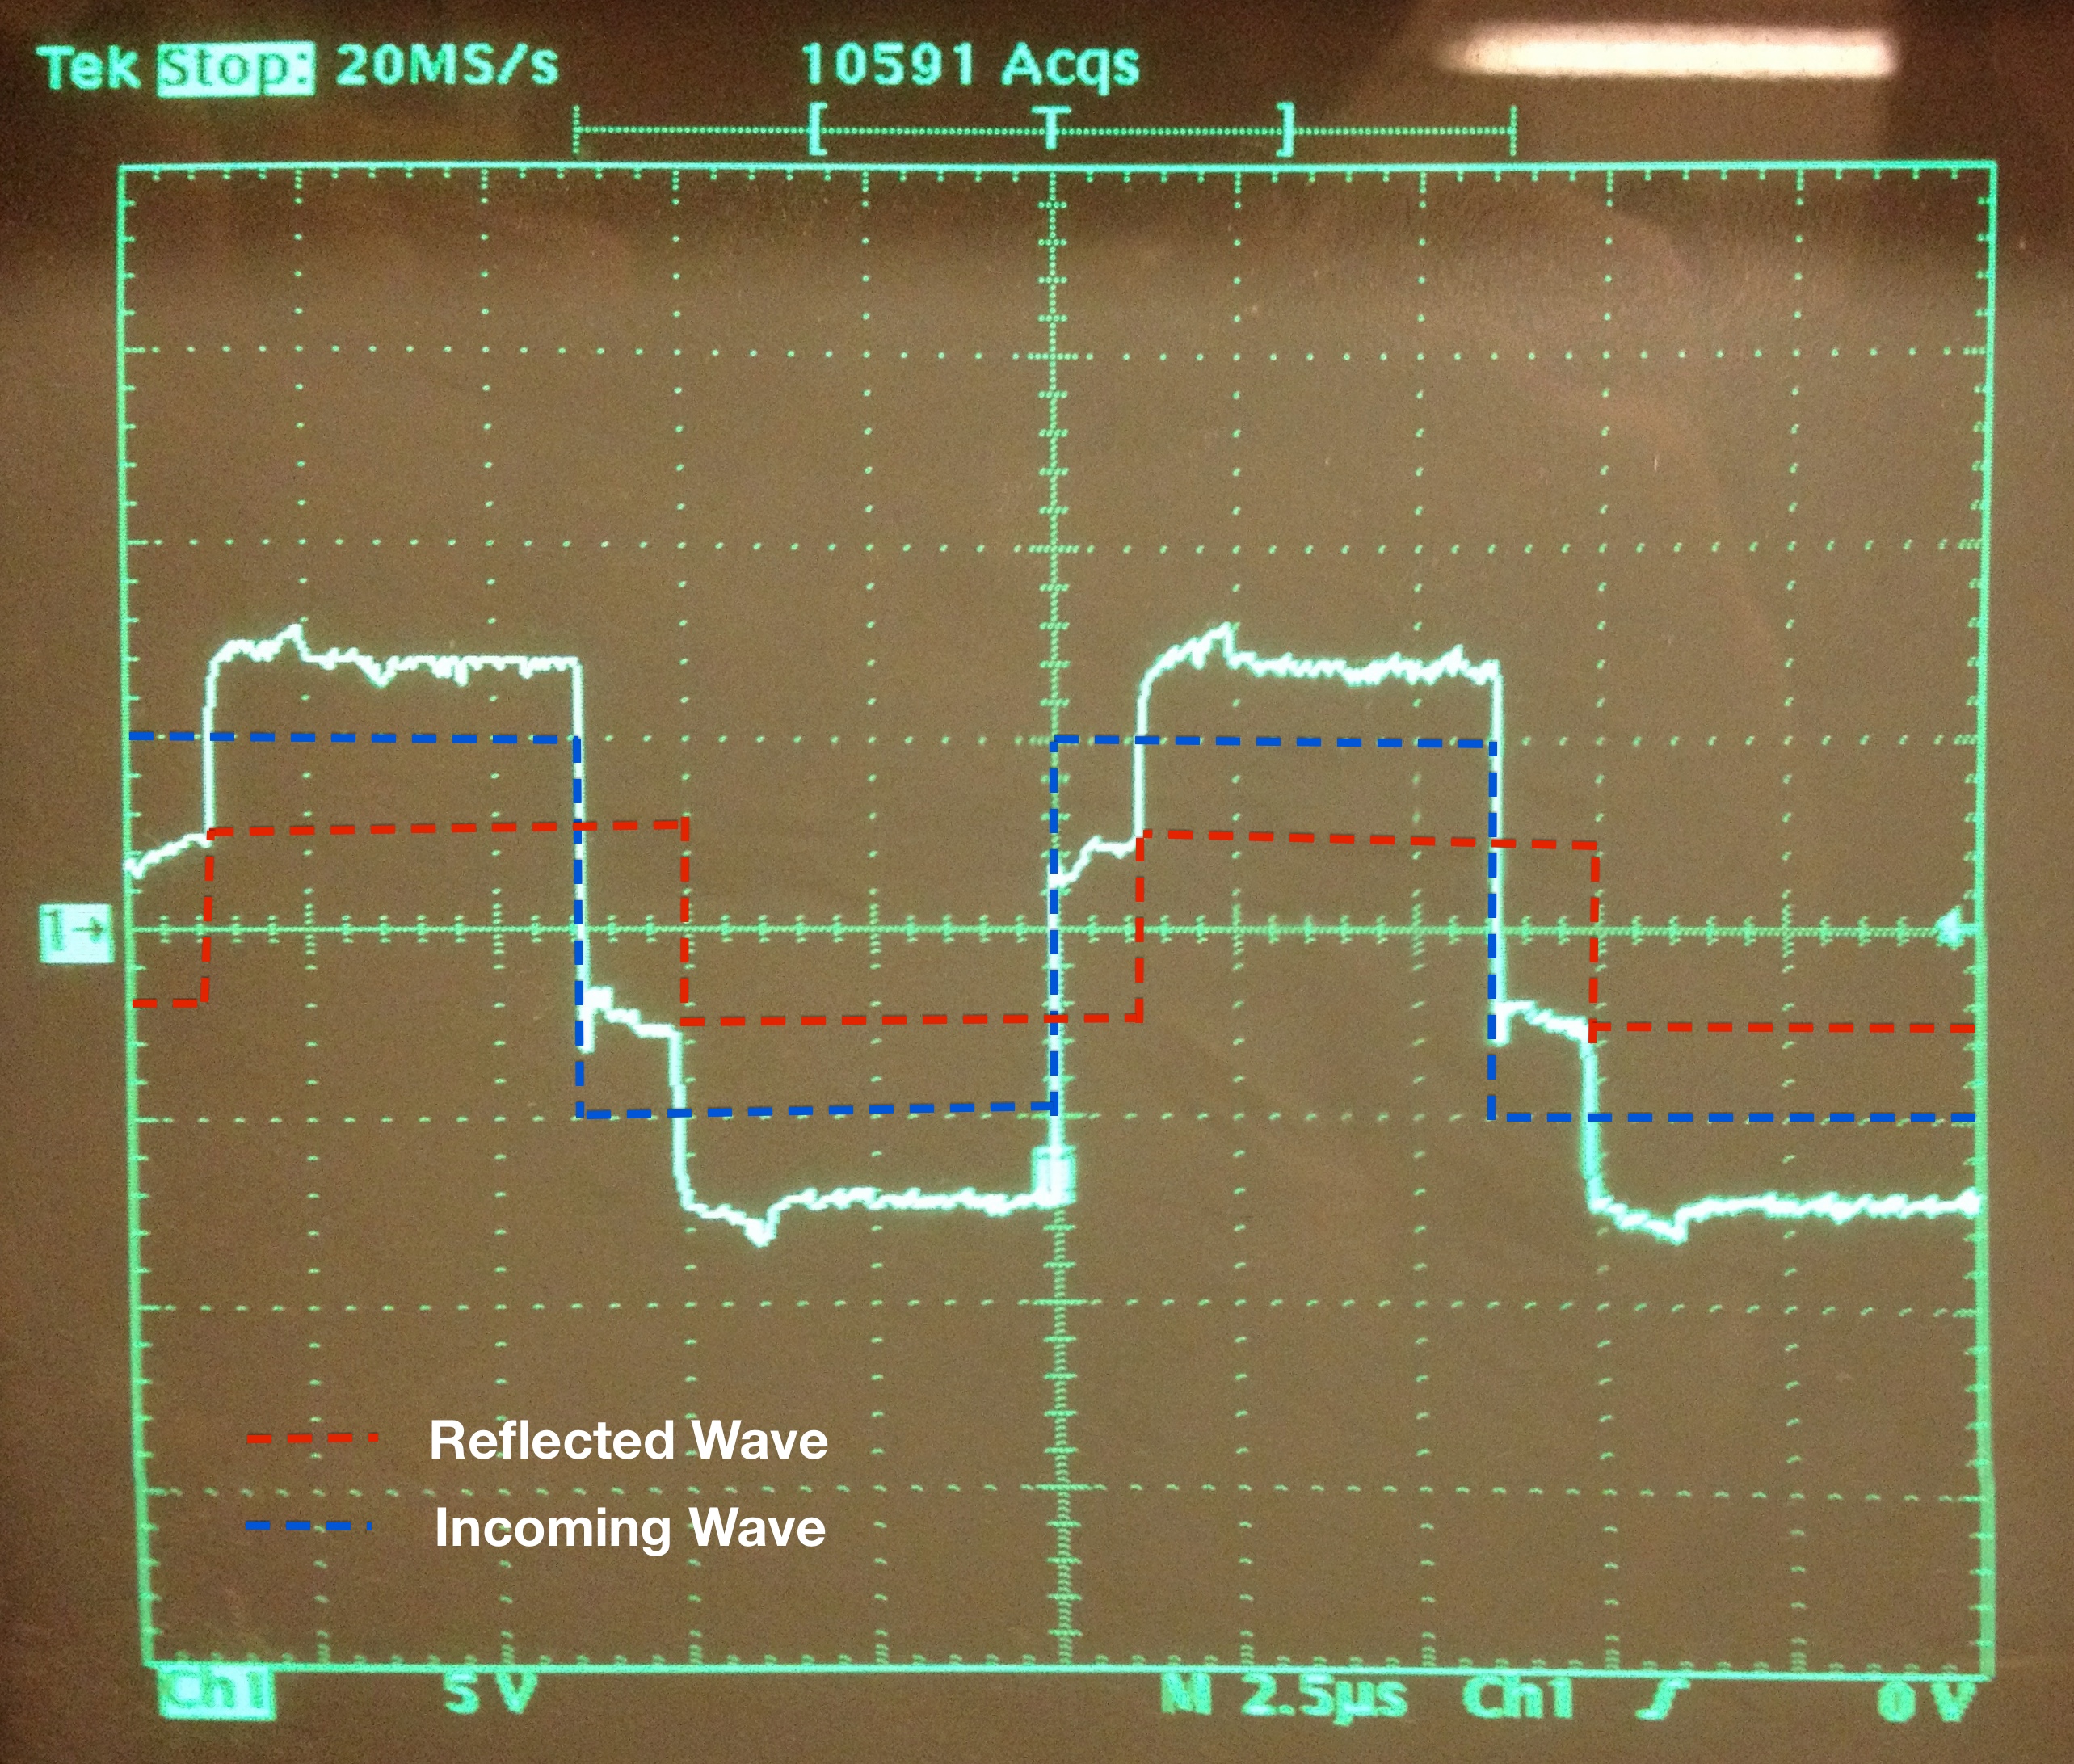 Tek Stop: 20MS/s 10591 Acqs
[ T ]
1→
Reflected Wave
Incoming Wave
Ch1 5 V M 2.5µs Ch1 ƒ 0 V